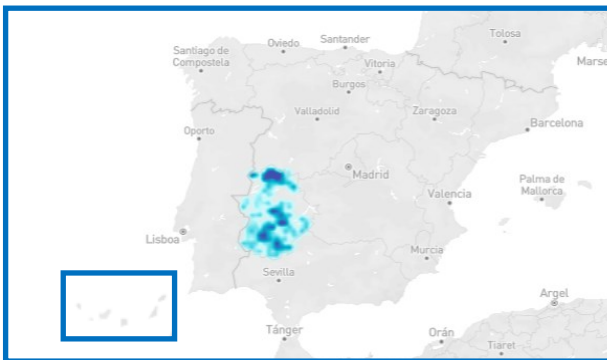 Tolosa
Oviedo
Santander
Santiago de
Compostela
Vitoria
Marse
Burgos
Valladolid
Zaragoza
Barcelona
Oporto
Madrid
Palma de
Mallorca
Valencia
Lisboa
Murcia
Sevilla
Argel
Tánger
Orán
Tiaret